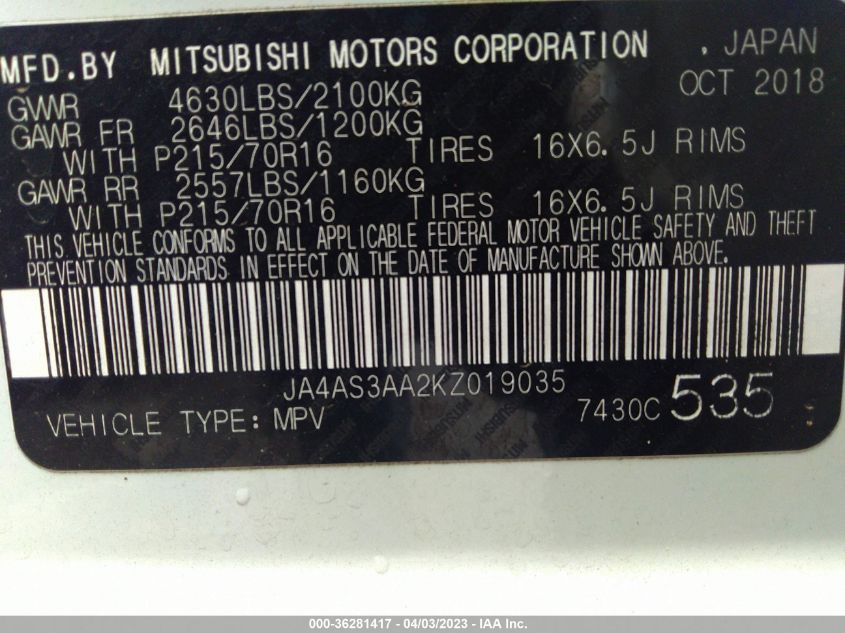 MFD.BY MITSUBISHI MOTORS CORPORATION , JAPAN
GVWR 4630LBS/2100KG OCT 2018
GAWR FR 2646LBS/1200KG
WITH P215/70R16 TIRES 16X6.5J RIMS
GAWR RR 2557LBS/1160KG
WITH P215/70R16 TIRES 16X6.5J RIMS
THIS VEHICLE CONFORMS TO ALL APPLICABLE FEDERAL MOTOR VEHICLE SAFETY AND THEFT
PREVENTION STANDARDS IN EFFECT ON THE DATE OF MANUFACTURE SHOWN ABOVE.
JA4AS3AA2KZ019035
VEHICLE TYPE: MPV 7430C 535
000-36281417 - 04/03/2023 - IAA Inc.